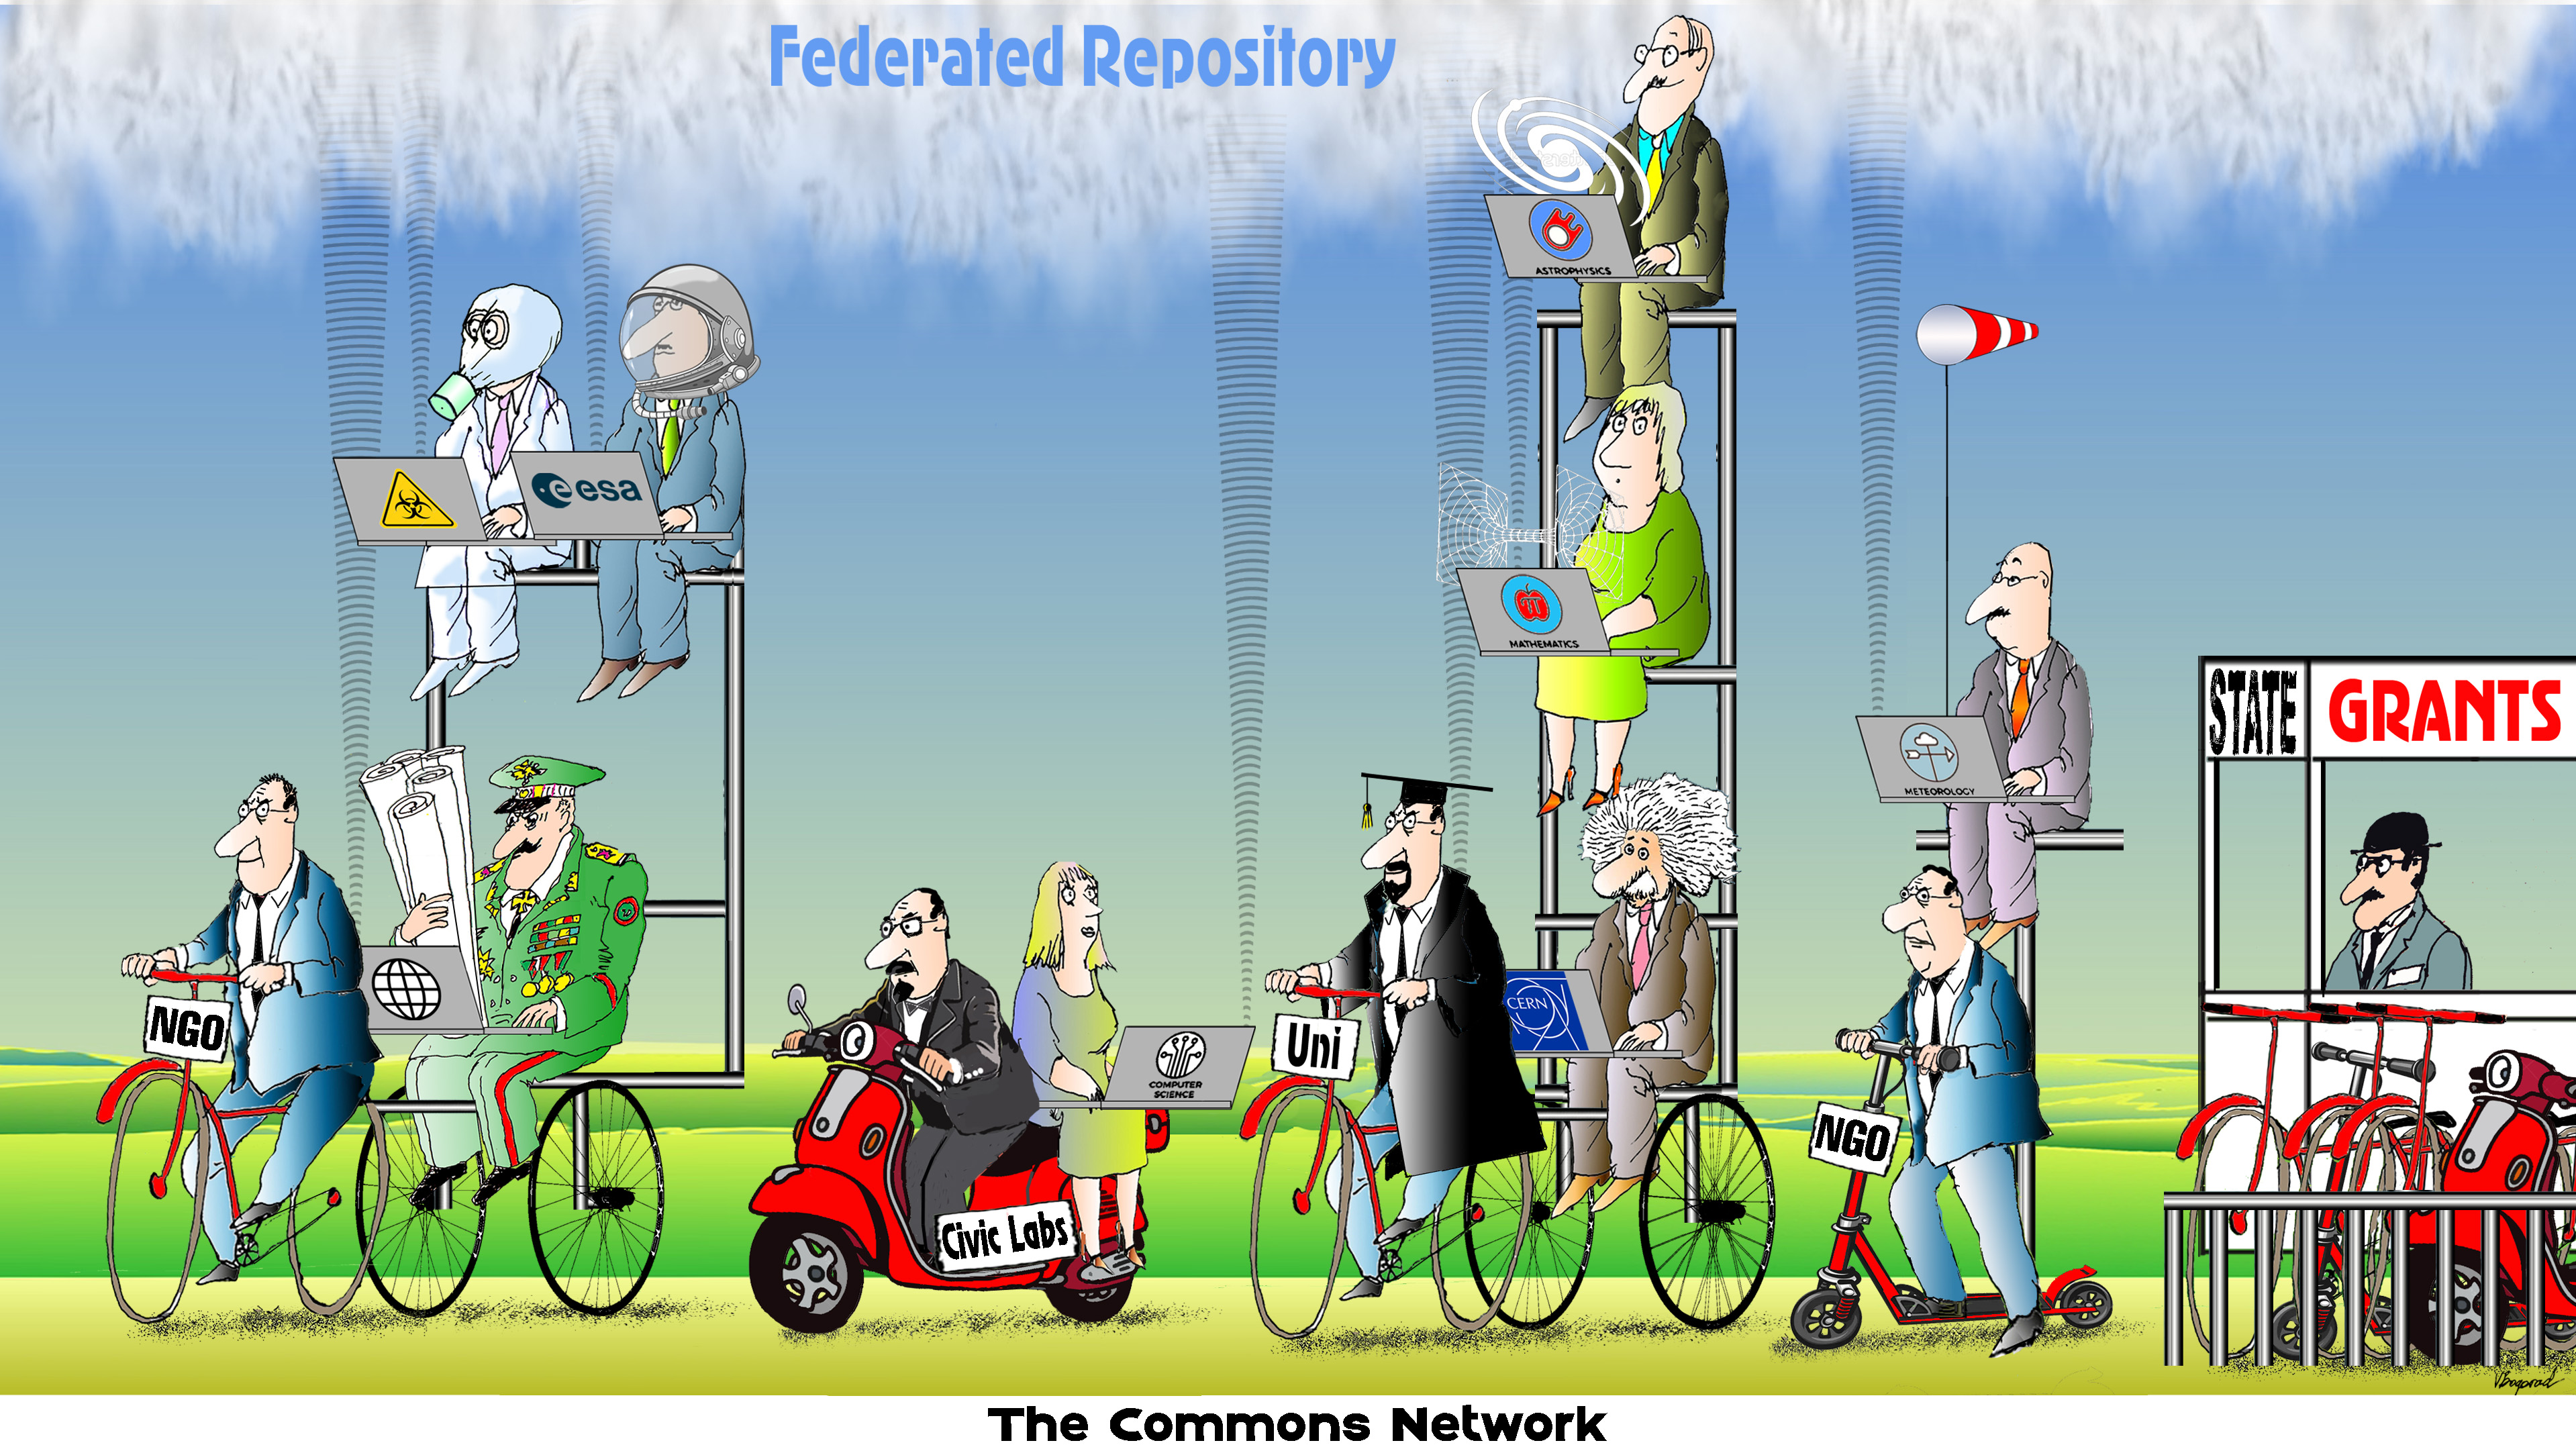 Federated Repository
ASTROPHYSICS
esa
MATHEMATICS
STATE
GRANTS
METEOROLOGY
CERN
NGO
COMPUTER
SCIENCE
Uni
NGO
Civic Labs
The Commons Network